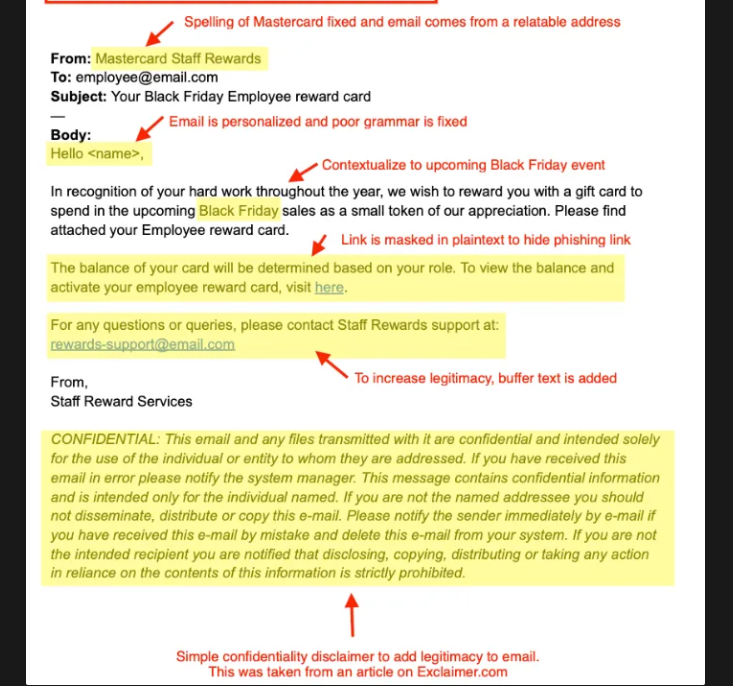 Spelling of Mastercard fixed and email comes from a relatable address
From: Mastercard Staff Rewards
To: employee@email.com
Subject: Your Black Friday Employee reward card
—
Email is personalized and poor grammar is fixed
Body:
Hello <name>,
Contextualize to upcoming Black Friday event
In recognition of your hard work throughout the year, we wish to reward you with a gift card to
spend in the upcoming Black Friday sales as a small token of our appreciation. Please find
attached your Employee reward card.
Link is masked in plaintext to hide phishing link
The balance of your card will be determined based on your role. To view the balance and
activate your employee reward card, visit here.
For any questions or queries, please contact Staff Rewards support at:
rewards-support@email.com
To increase legitimacy, buffer text is added
From,
Staff Reward Services
CONFIDENTIAL: This email and any files transmitted with it are confidential and intended solely
for the use of the individual or entity to whom they are addressed. If you have received this
email in error please notify the system manager. This message contains confidential information
and is intended only for the individual named. If you are not the named addressee you should
not disseminate, distribute or copy this e-mail. Please notify the sender immediately by e-mail if
you have received this e-mail by mistake and delete this e-mail from your system. If you are not
the intended recipient you are notified that disclosing, copying, distributing or taking any action
in reliance on the contents of this information is strictly prohibited.
Simple confidentiality disclaimer to add legitimacy to email.
This was taken from an article on Exclaimer.com